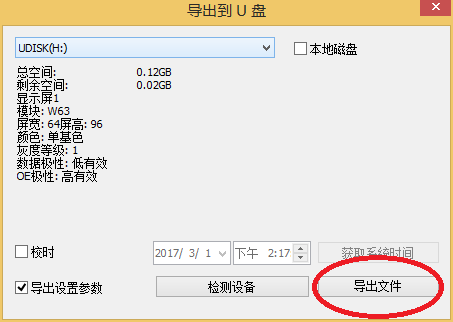 导出到 U 盘
UDISK(H:)
本地磁盘
总空间: 0.12GB
剩余空间: 0.02GB
显示屏1
模块: W63
屏宽: 64屏高: 96
颜色: 单基色
灰度等级: 1
数据极性: 低有效
OE极性: 高有效
校时 2017/ 3/ 1 下午 2:17 获取系统时间
导出设置参数 检测设备 导出文件